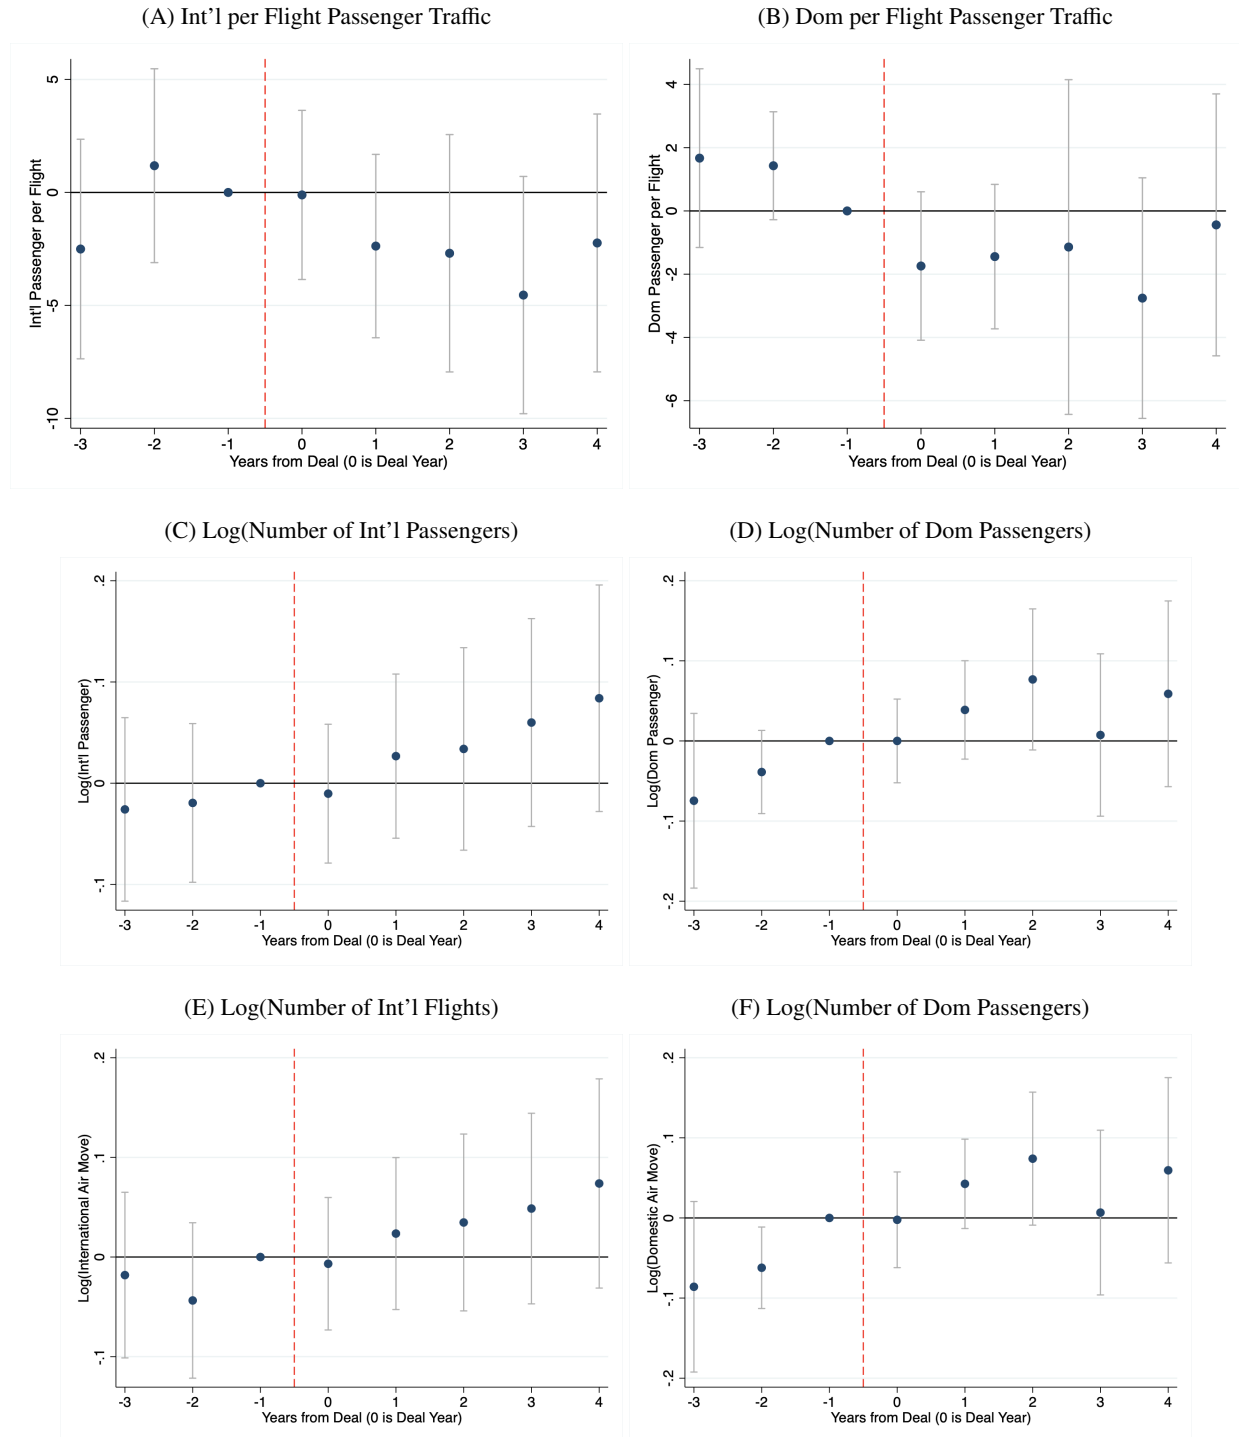 (A) Int’l per Flight Passenger Traffic
Int'l Passenger per Flight
5
0
-5
-10
-3 -2 -1 0 1 2 3 4
Years from Deal (0 is Deal Year)
(B) Dom per Flight Passenger Traffic
Dom Passenger per Flight
4
2
0
-2
-4
-6
-3 -2 -1 0 1 2 3 4
Years from Deal (0 is Deal Year)
(C) Log(Number of Int’l Passengers)
Log(Int'l Passenger)
.2
.1
0
-.1
-3 -2 -1 0 1 2 3 4
Years from Deal (0 is Deal Year)
(D) Log(Number of Dom Passengers)
Log(Dom Passenger)
.2
.1
0
-.1
-.2
-3 -2 -1 0 1 2 3 4
Years from Deal (0 is Deal Year)
(E) Log(Number of Int’l Flights)
Log(International Air Move)
.2
.1
0
-.1
-3 -2 -1 0 1 2 3 4
Years from Deal (0 is Deal Year)
(F) Log(Number of Dom Passengers)
Log(Domestic Air Move)
.2
.1
0
-.1
-.2
-3 -2 -1 0 1 2 3 4
Years from Deal (0 is Deal Year)